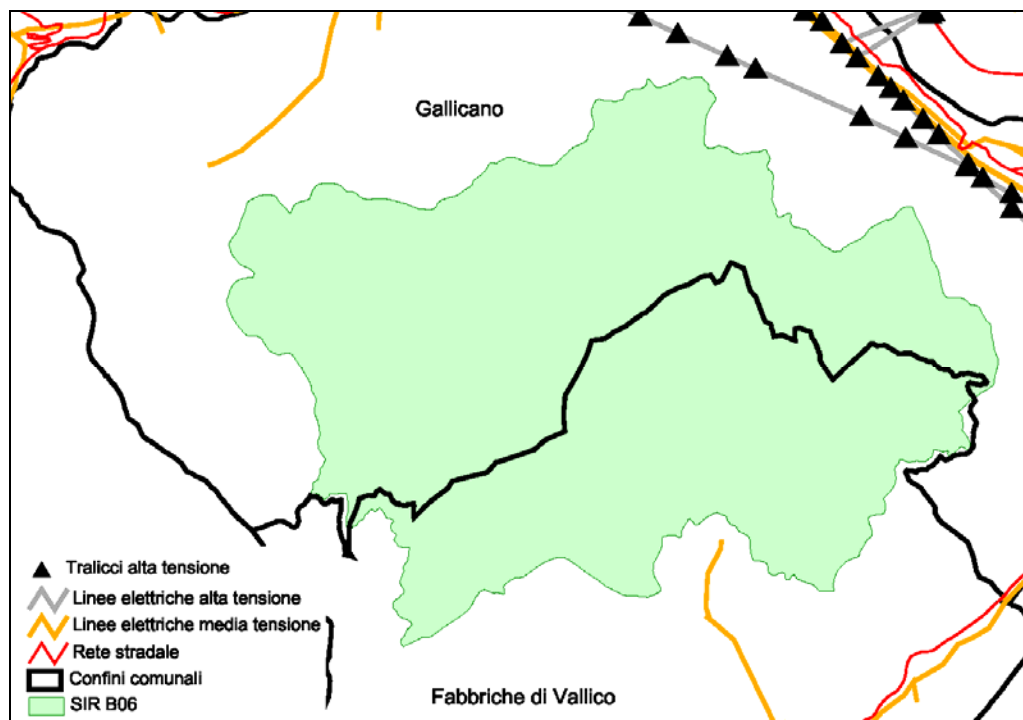 Gallicano
Tralicci alta tensione
Linee elettriche alta tensione
Linee elettriche media tensione
Rete stradale
Confini comunali
SIR B06
Fabbriche di Vallico